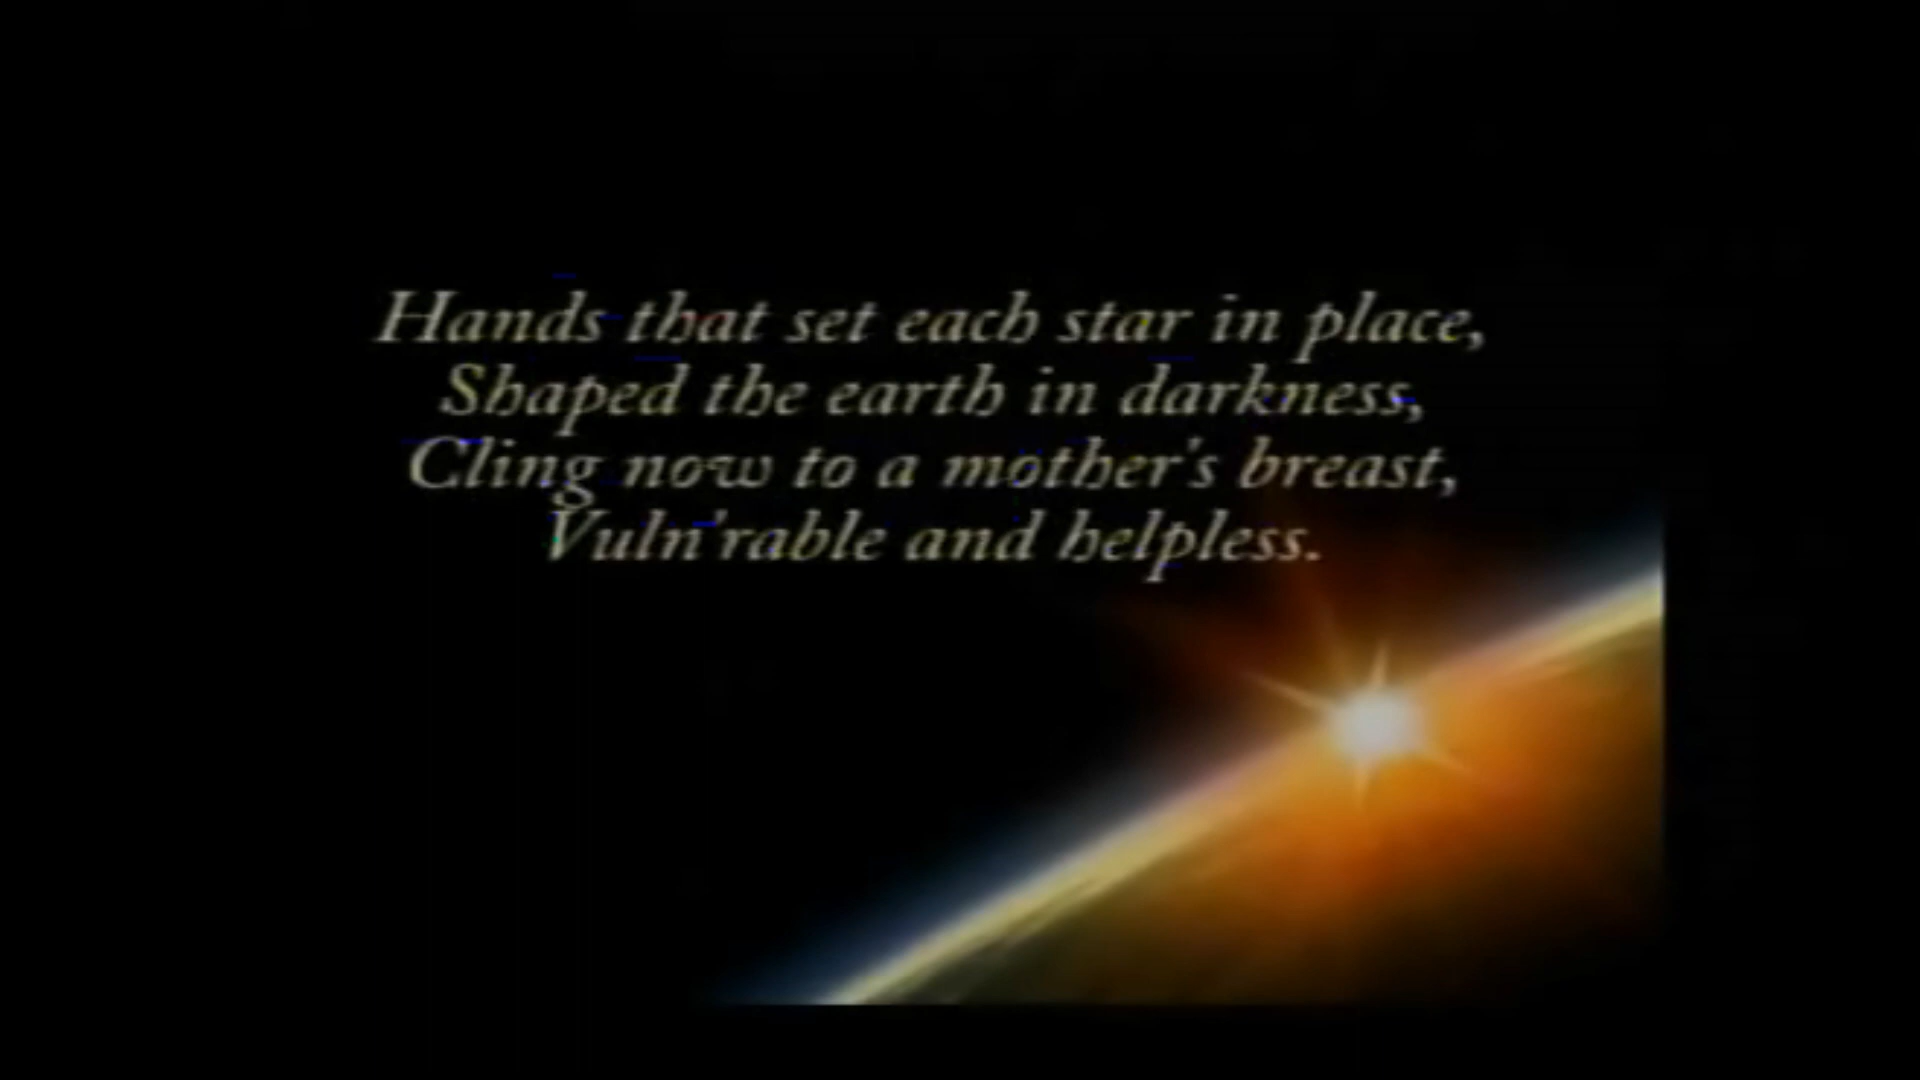 Hands that set each star in place,
Shaped the earth in darkness,
Cling now to a mother's breast,
Vuln'rable and helpless.